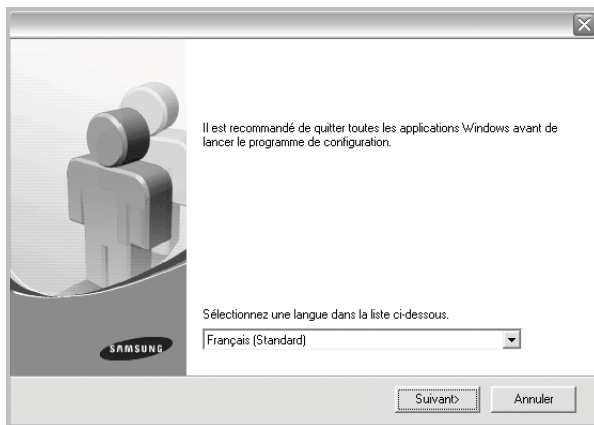 Il est recommandé de quitter toutes les applications Windows avant de
lancer le programme de configuration.
Sélectionnez une langue dans la liste ci-dessous.
Français (Standard)
SAMSUNG
Suivant>
Annuler